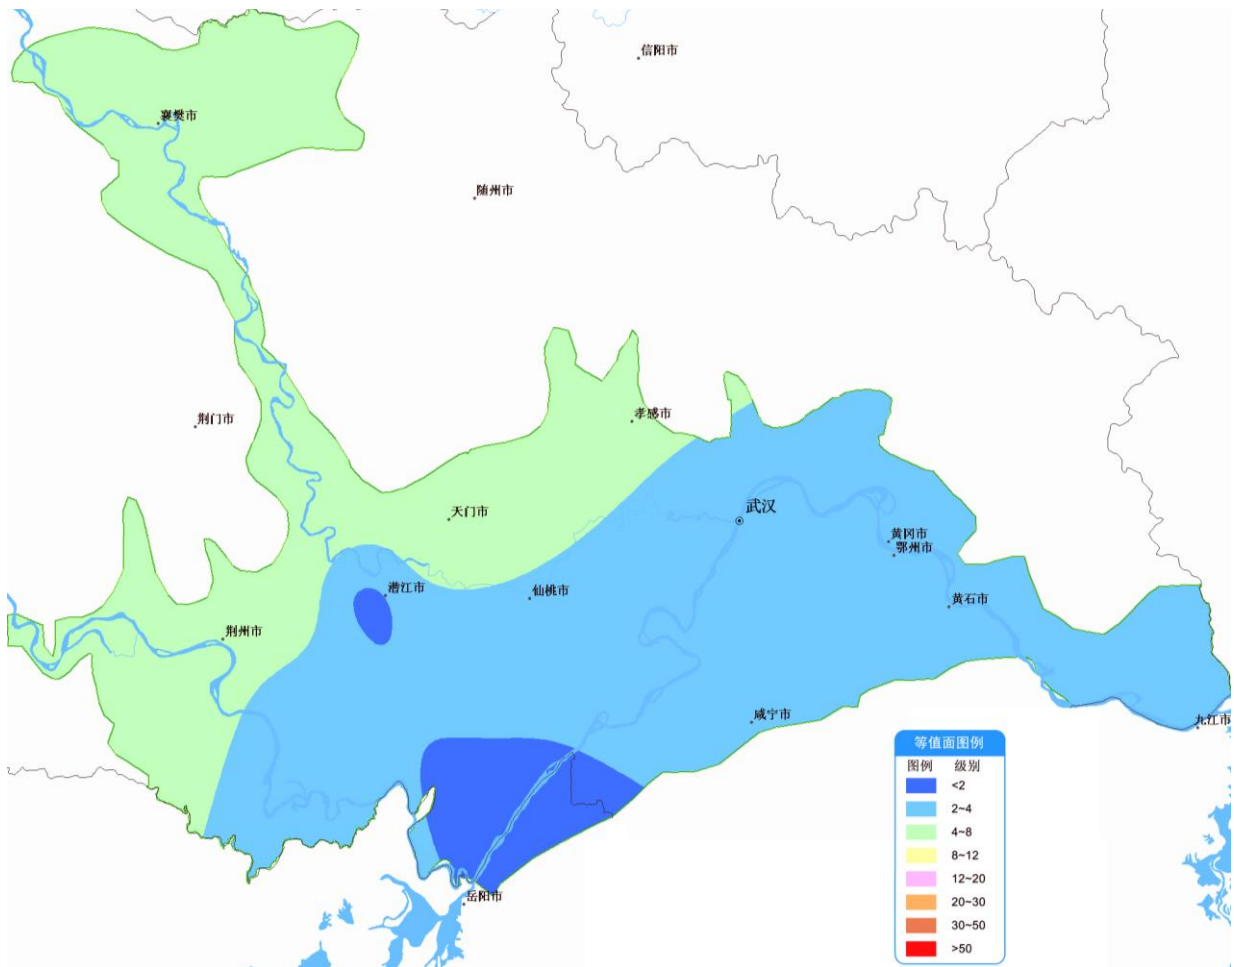 信阳市
襄樊市
随州市
荆门市
孝感市
天门市
武汉
黄冈市
鄂州市
潜江市
仙桃市
黄石市
荆州市
咸宁市
九江市
岳阳市
等值面图例
图例 级别
<2
2~4
4~8
8~12
12~20
20~30
30~50
>50